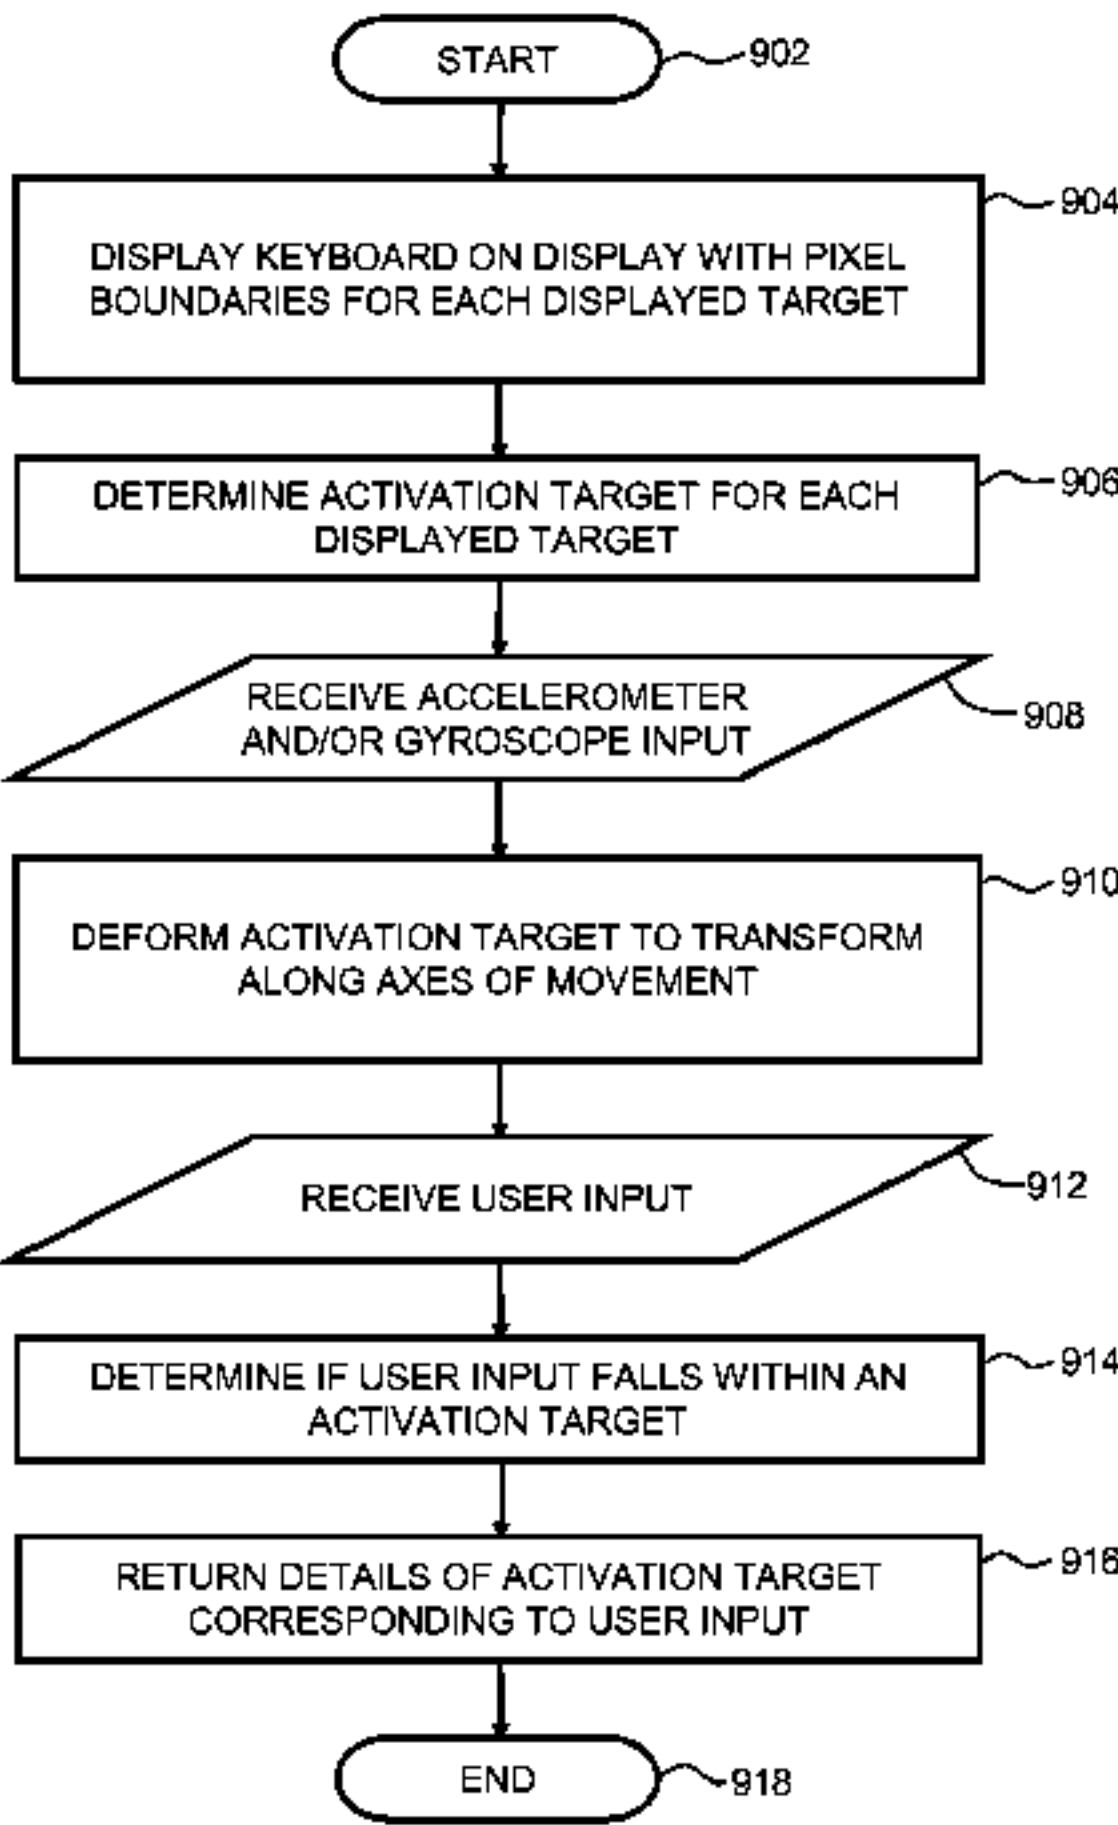 START
902
904
DISPLAY KEYBOARD ON DISPLAY WITH PIXEL
BOUNDARIES FOR EACH DISPLAYED TARGET
906
DETERMINE ACTIVATION TARGET FOR EACH
DISPLAYED TARGET
RECEIVE ACCELEROMETER
AND/OR GYROSCOPE INPUT
908
910
DEFORM ACTIVATION TARGET TO TRANSFORM
ALONG AXES OF MOVEMENT
RECEIVE USER INPUT
912
914
DETERMINE IF USER INPUT FALLS WITHIN AN
ACTIVATION TARGET
916
RETURN DETAILS OF ACTIVATION TARGET
CORRESPONDING TO USER INPUT
END
918